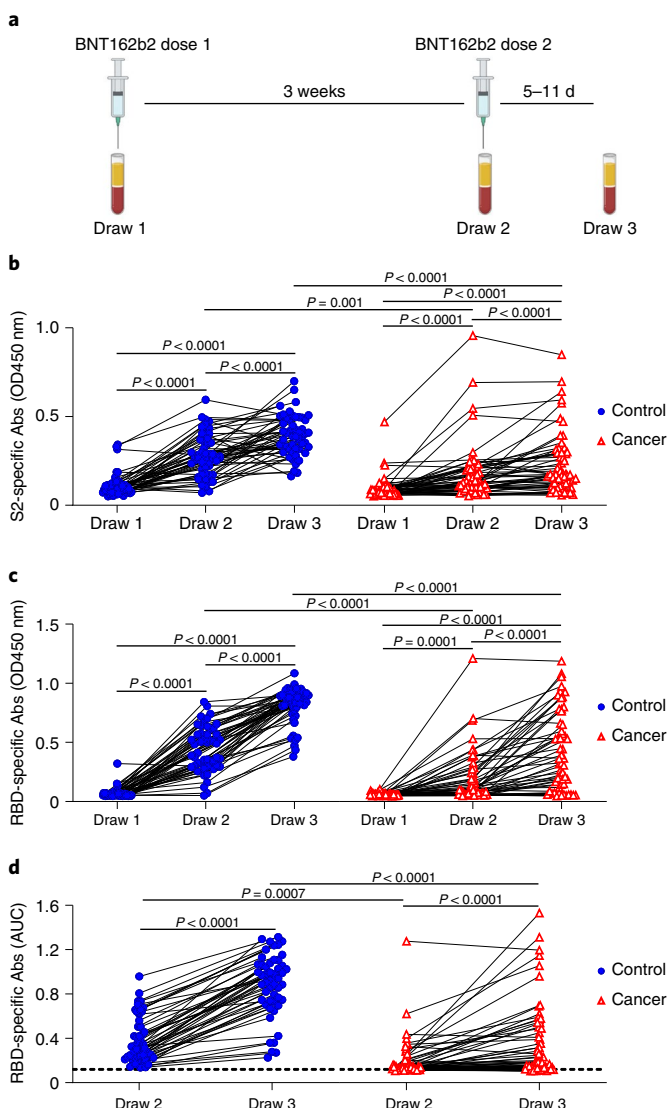 a
BNT162b2 dose 1
BNT162b2 dose 2
3 weeks
5–11 d
Draw 1
Draw 2
Draw 3
b
P < 0.0001
P = 0.001
P < 0.0001
P < 0.0001
P < 0.0001
P < 0.0001
P < 0.0001
P < 0.0001
S2-specific Abs (OD450 nm)
1.0
0.5
0
Control
Cancer
Draw 1
Draw 2
Draw 3
Draw 1
Draw 2
Draw 3
c
P < 0.0001
P < 0.0001
P < 0.0001
P = 0.0001
P < 0.0001
P < 0.0001
P < 0.0001
P < 0.0001
RBD-specific Abs (OD450 nm)
1.5
1.0
0.5
0
Control
Cancer
Draw 1
Draw 2
Draw 3
Draw 1
Draw 2
Draw 3
d
P < 0.0001
P = 0.0007
P < 0.0001
P < 0.0001
RBD-specific Abs (AUC)
1.6
1.2
0.8
0.4
0
Control
Cancer
Draw 2
Draw 3
Draw 2
Draw 3